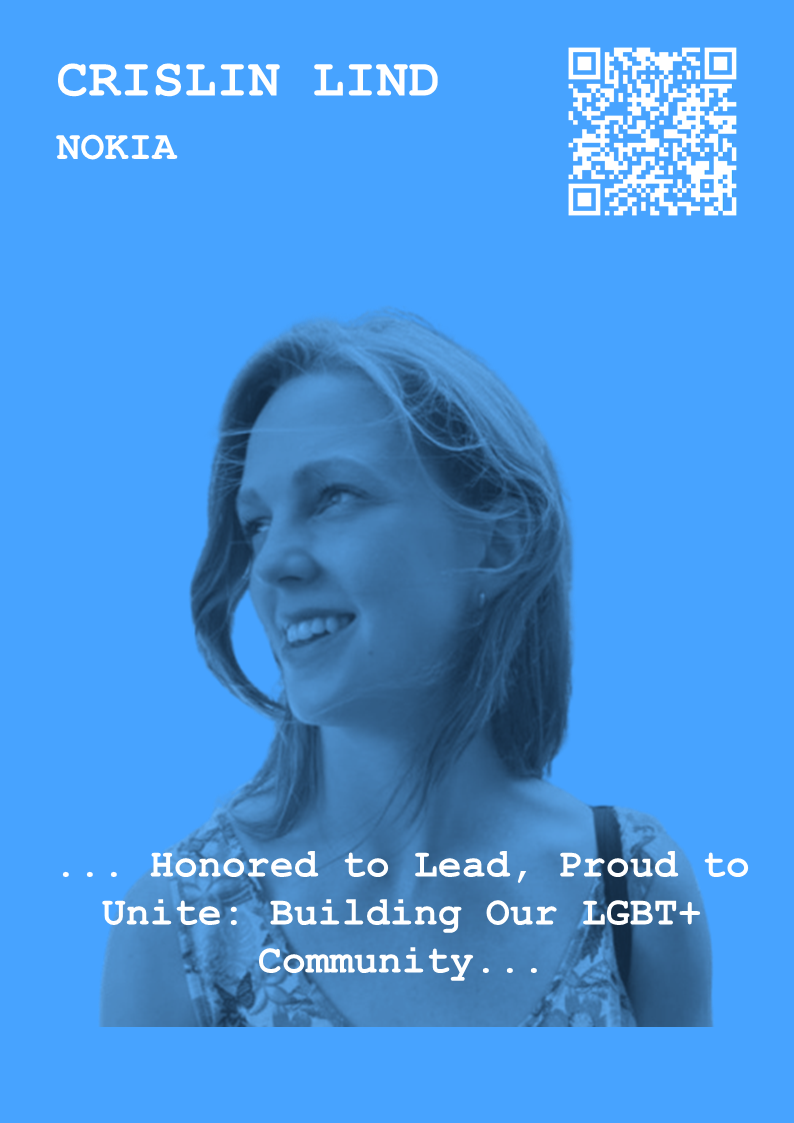 CRISLIN LIND
NOKIA
... Honored to Lead, Proud to
Unite: Building Our LGBT+
Community...